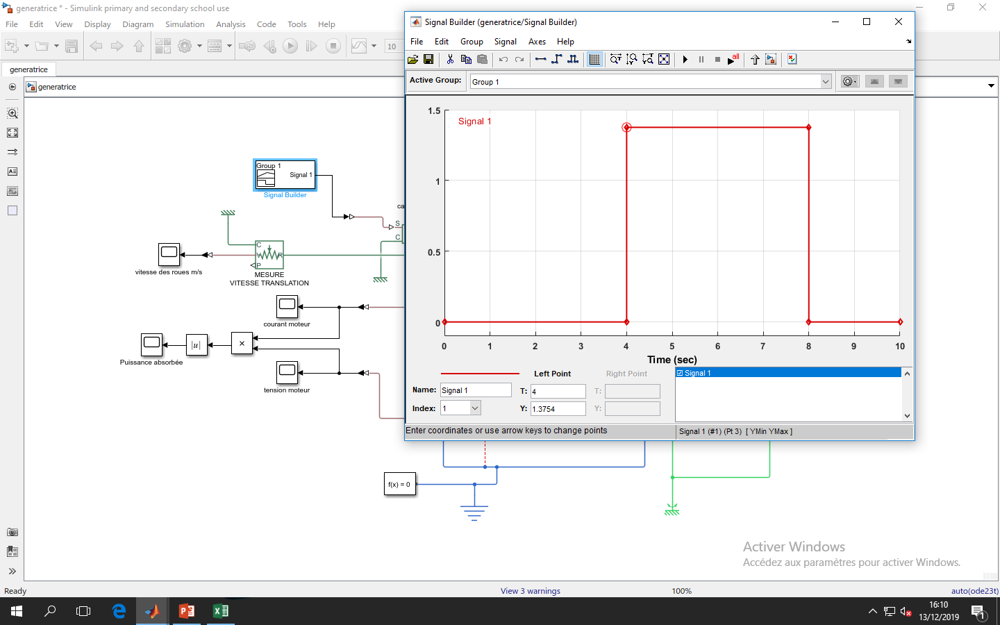 generatrice * - Simulink primary and secondary school use
File Edit View Display Diagram Simulation Analysis Code Tools Help
10
generatrice
generatrice
Signal Builder (generatrice/Signal Builder)
File Edit Group Signal Axes Help
all
Active Group: Group 1
Signal 1
1.5
1
0.5
0
0 1 2 3 4 5 6 7 8 9 10
Time (sec)
Left Point Right Point
Name: Signal 1 T: 4 T:
Index: 1 Y: 1.3754 Y:
Signal 1
Enter coordinates or use arrow keys to change points
Signal 1 (#1) (Pt 3) [ YMin YMax ]
Group 1
Signal 1
Signal Builder
ca
S
C
C
V R
P
MESURE
VITESSE TRANSLATION
vitesse des roues m/s
courant moteur
|u|
×
Puissance absorbée
tension moteur
f(x) = 0
Activer Windows
Accédez aux paramètres pour activer Windows.
Ready View 3 warnings 100% auto(ode23t)
16:10
13/12/2019
1